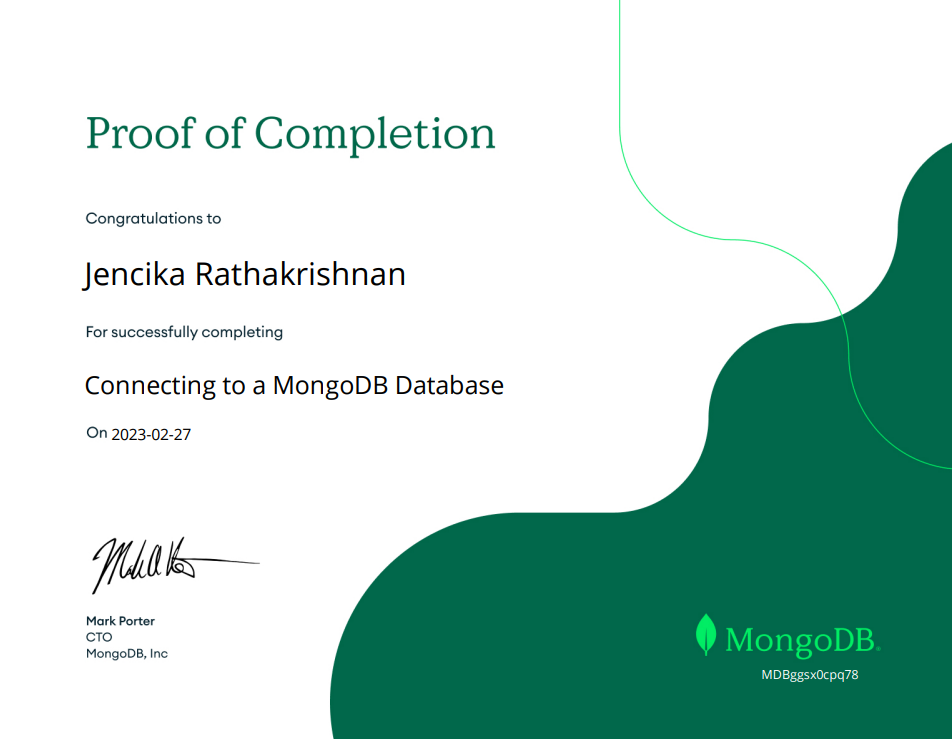 Proof of Completion
Congratulations to
Jencika Rathakrishnan
For successfully completing
Connecting to a MongoDB Database
On 2023-02-27
Mark Porter
CTO
MongoDB, Inc
MongoDB®
MDBggsx0cpq78